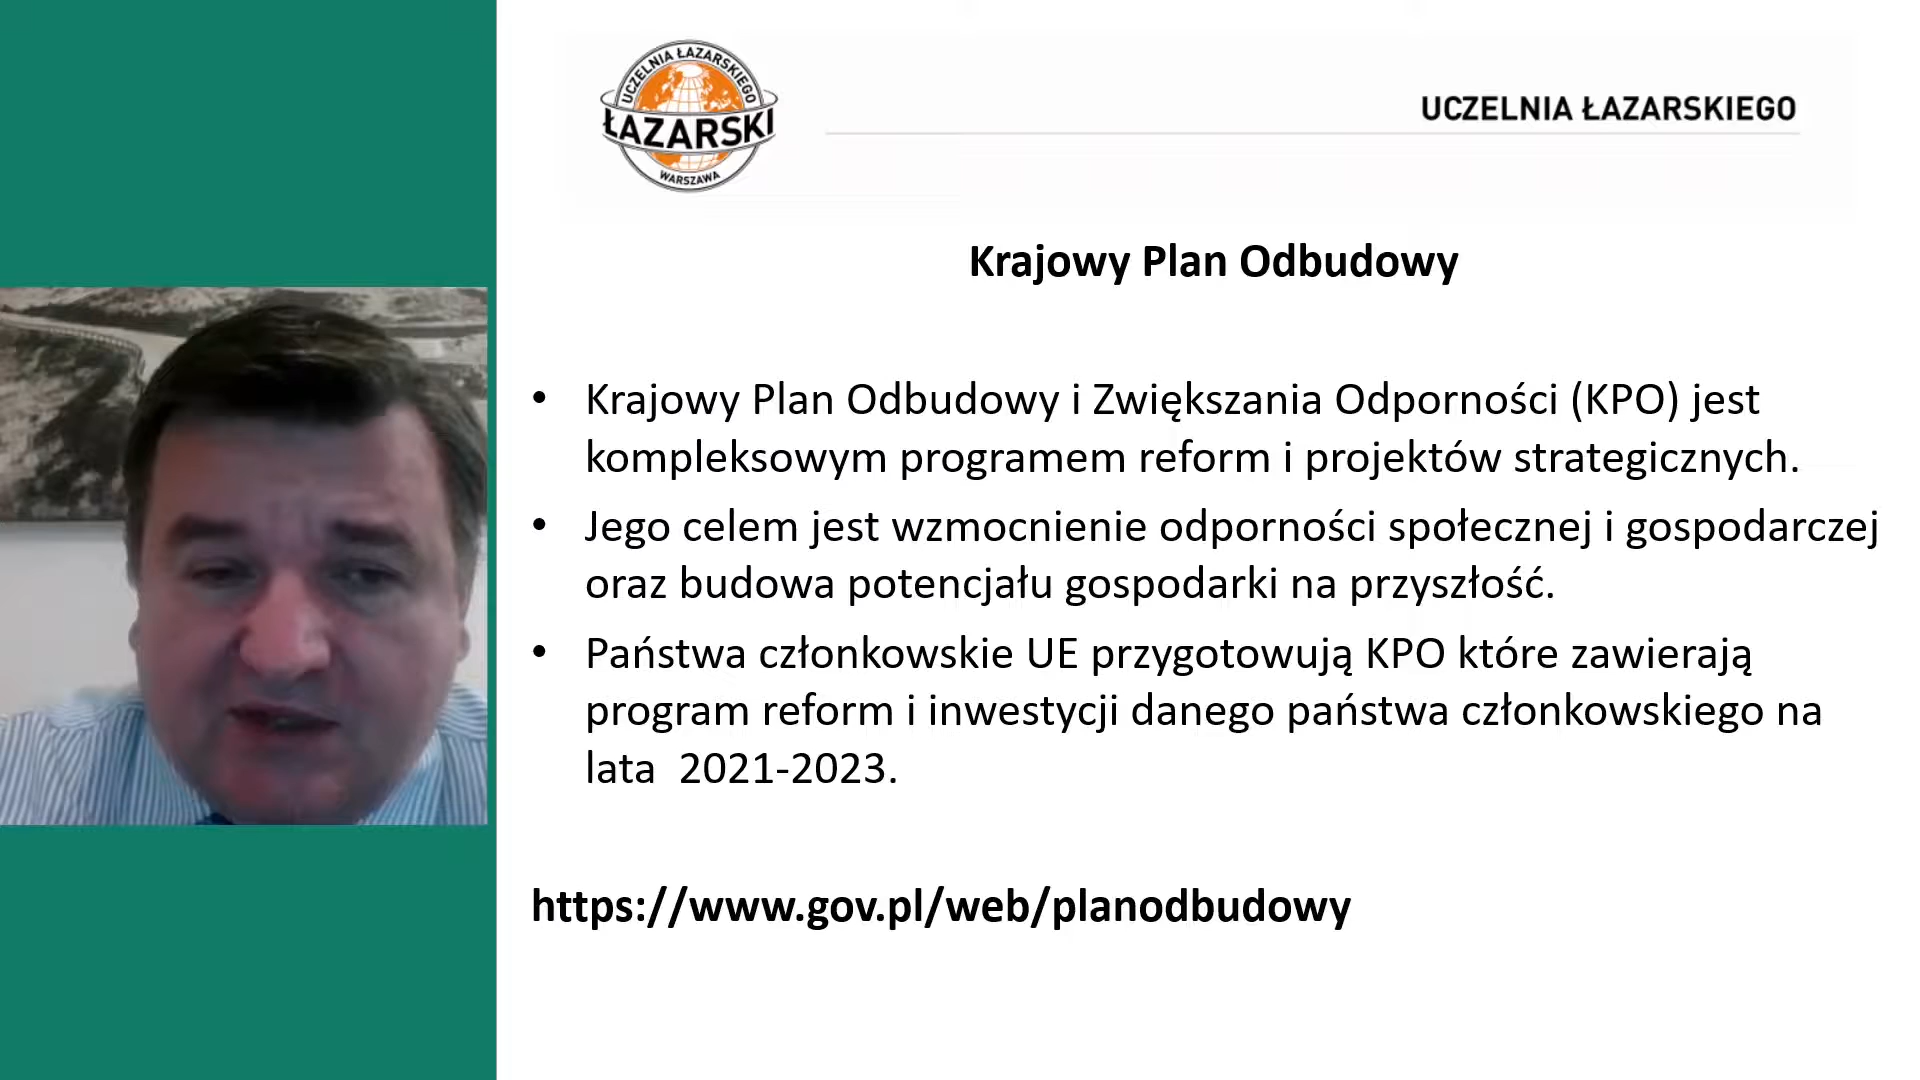 UCZELNIA ŁAZARSKIEGO
ŁAZARSKI
WARSZAWA
UCZELNIA ŁAZARSKIEGO
Krajowy Plan Odbudowy
• Krajowy Plan Odbudowy i Zwiększania Odporności (KPO) jest
kompleksowym programem reform i projektów strategicznych.
• Jego celem jest wzmocnienie odporności społecznej i gospodarczej
oraz budowa potencjału gospodarki na przyszłość.
• Państwa członkowskie UE przygotowują KPO które zawierają
program reform i inwestycji danego państwa członkowskiego na
lata  2021-2023.
https://www.gov.pl/web/planodbudowy